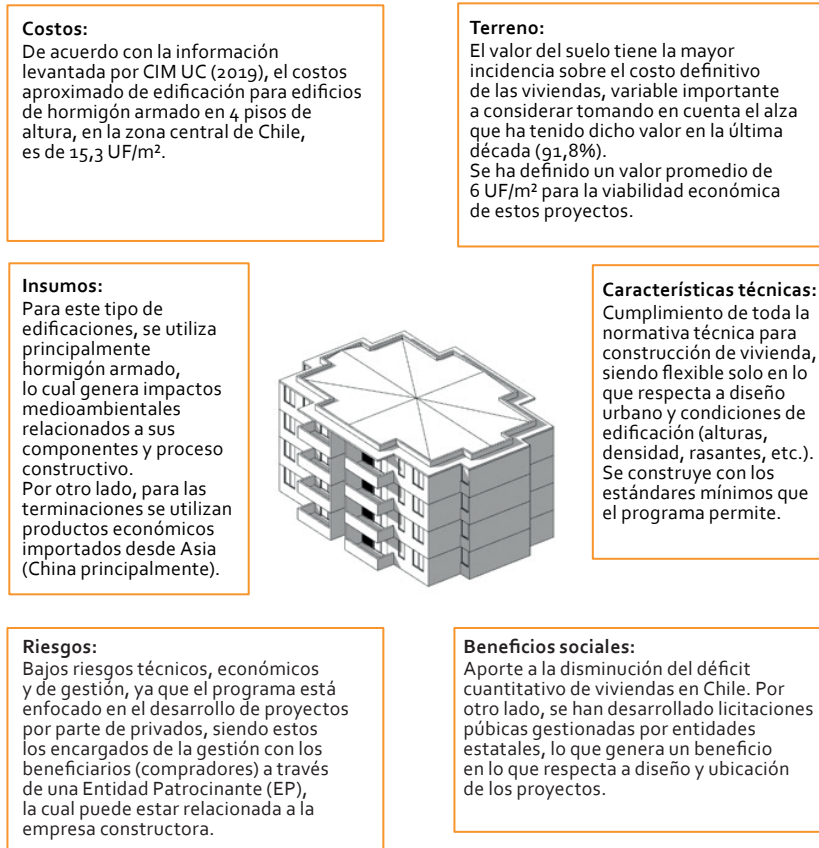 Costos:
De acuerdo con la información
levantada por CIM UC (2019), el costos
aproximado de edificación para edificios
de hormigón armado en 4 pisos de
altura, en la zona central de Chile,
es de 15,3 UF/m².
Terreno:
El valor del suelo tiene la mayor
incidencia sobre el costo definitivo
de las viviendas, variable importante
a considerar tomando en cuenta el alza
que ha tenido dicho valor en la última
década (91,8%).
Se ha definido un valor promedio de
6 UF/m² para la viabilidad económica
de estos proyectos.
Insumos:
Para este tipo de
edificaciones, se utiliza
principalmente
hormigón armado,
lo cual genera impactos
medioambientales
relacionados a sus
componentes y proceso
constructivo.
Por otro lado, para las
terminaciones se utilizan
productos económicos
importados desde Asia
(China principalmente).
Características técnicas:
Cumplimiento de toda la
normativa técnica para
construcción de vivienda,
siendo flexible solo en lo
que respecta a diseño
urbano y condiciones de
edificación (alturas,
densidad, rasantes, etc.).
Se construye con los
estándares mínimos que
el programa permite.
Riesgos:
Bajos riesgos técnicos, económicos
y de gestión, ya que el programa está
enfocado en el desarrollo de proyectos
por parte de privados, siendo estos
los encargados de la gestión con los
beneficiarios (compradores) a través
de una Entidad Patrocinante (EP),
la cual puede estar relacionada a la
empresa constructora.
Beneficios sociales:
Aporte a la disminución del déficit
cuantitativo de viviendas en Chile. Por
otro lado, se han desarrollado licitaciones
púbicas gestionadas por entidades
estatales, lo que genera un beneficio
en lo que respecta a diseño y ubicación
de los proyectos.